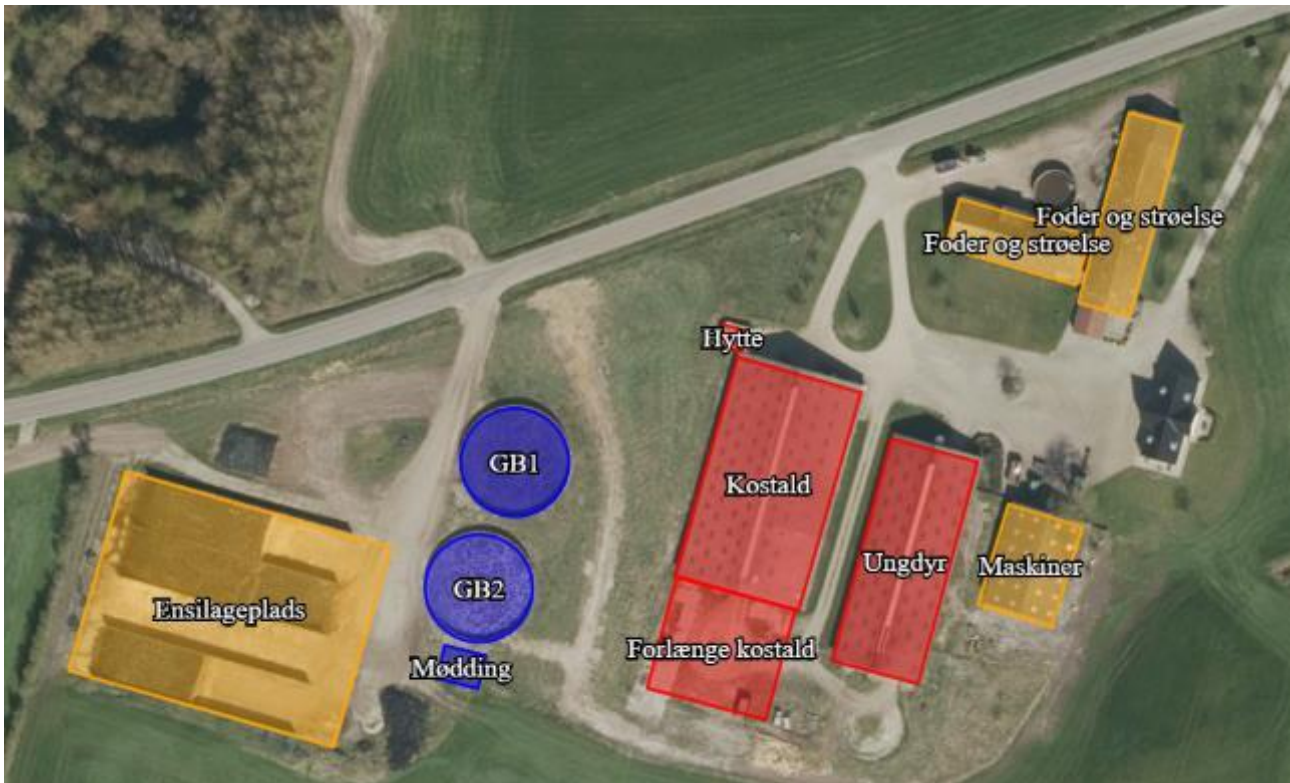 Foder og strøelse
Foder og strøelse
Hytte
GB1
Kostald
Ungdyr
Maskiner
GB2
Ensilageplads
Forlænge kostald
Mødding